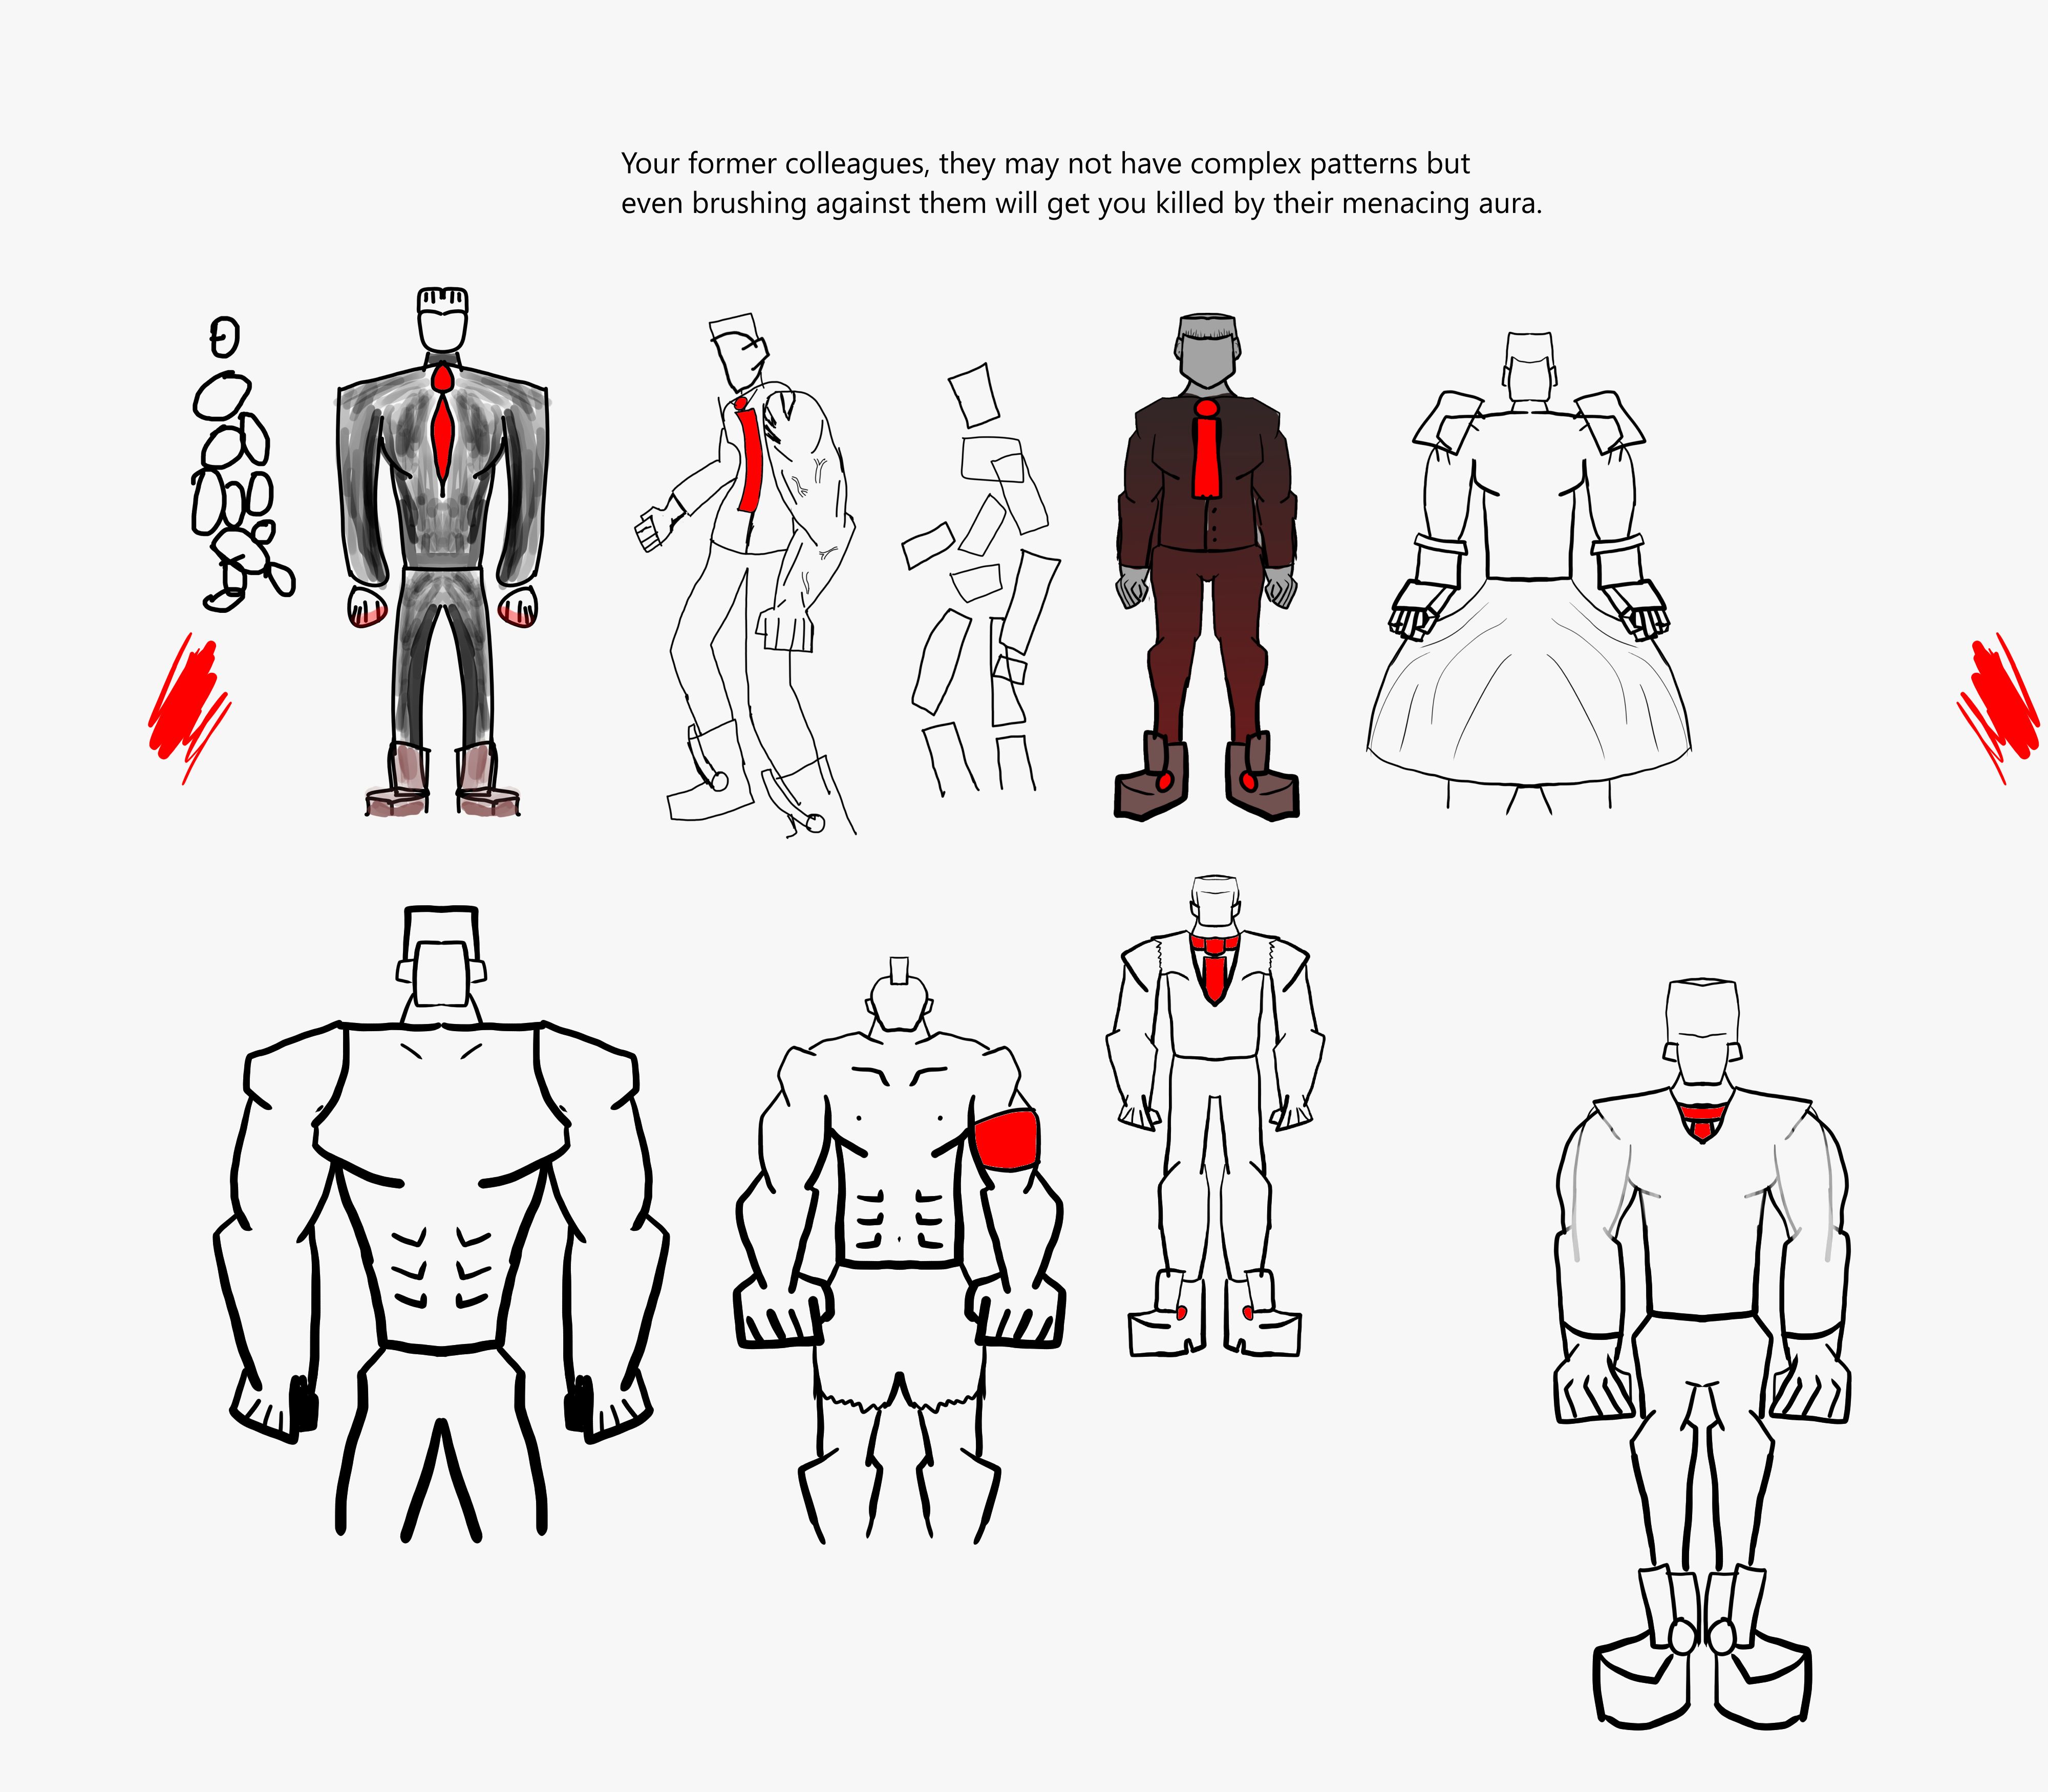 Your former colleagues, they may not have complex patterns but
even brushing against them will get you killed by their menacing aura.